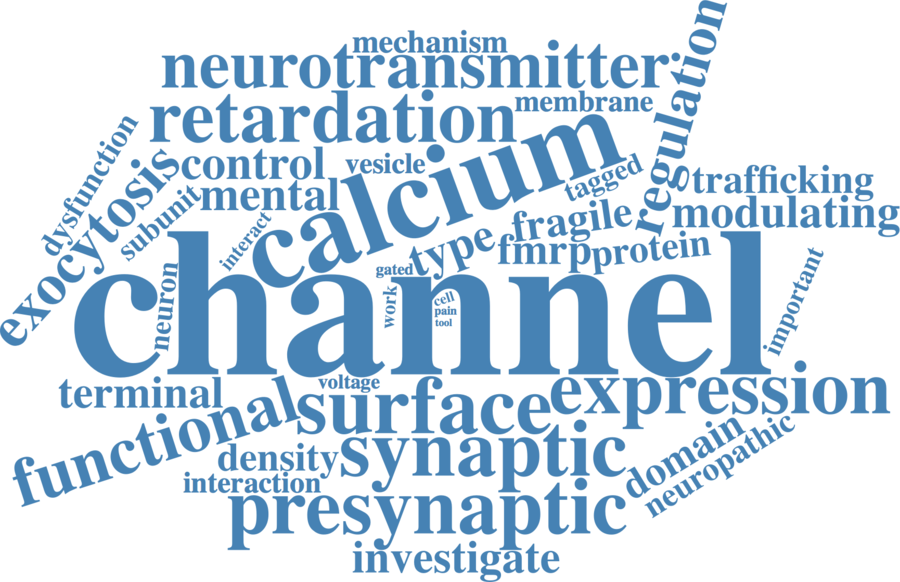 mechanism
neurotransmitter
regulation
retardation
membrane
dysfunction
control
vesicle
calcium
tagged
trafficking
exocytosis
subunit
mental
interact
type
fragile
modulating
fmrp
protein
channel
neuron
gated
work
cell
pain
tool
important
terminal
voltage
functional
surface
expression
density
synaptic
domain
neuropathic
interaction
presynaptic
investigate